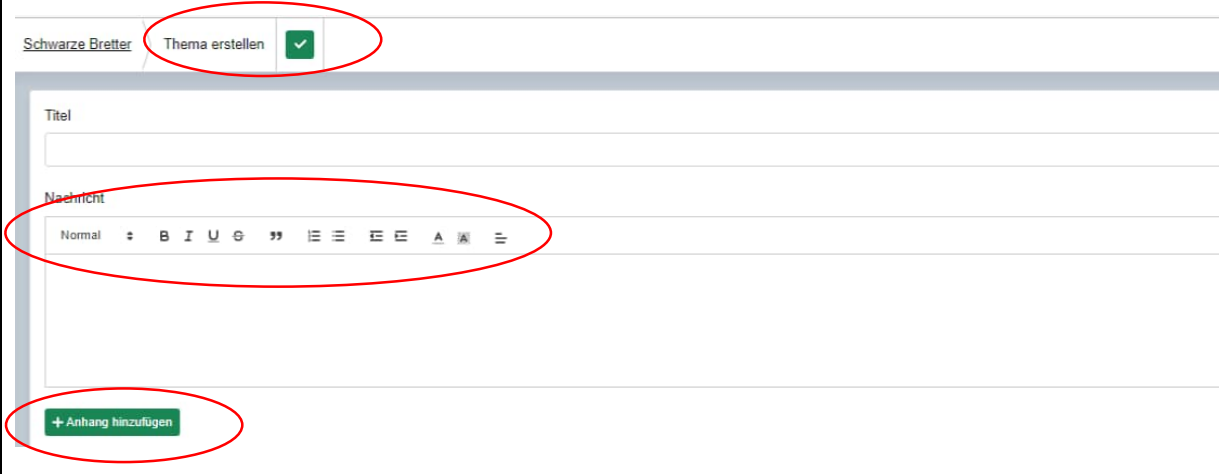 Schwarze Bretter Thema erstellen
Titel
Nachricht
Normal B I U S A A
+ Anhang hinzufügen